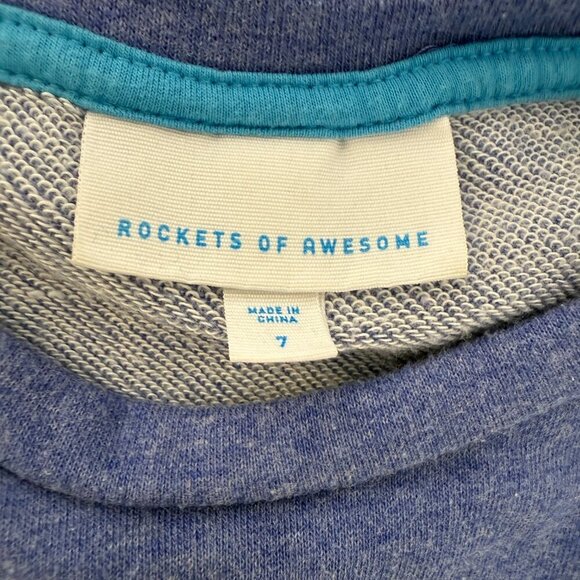 ROCKETS OF AWESOME
MADE IN
CHINA
7